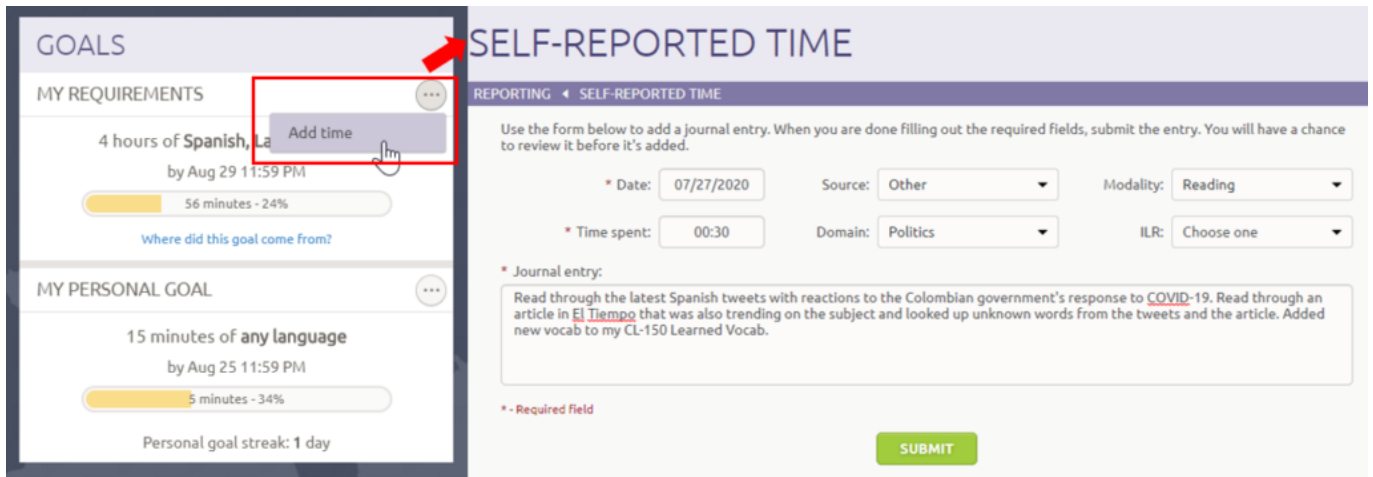 GOALS
MY REQUIREMENTS
Add time
4 hours of Spanish, La
by Aug 29 11:59 PM
56 minutes - 24%
Where did this goal come from?
MY PERSONAL GOAL
15 minutes of any language
by Aug 25 11:59 PM
5 minutes - 34%
Personal goal streak: 1 day
SELF-REPORTED TIME
REPORTING SELF-REPORTED TIME
Use the form below to add a journal entry. When you are done filling out the required fields, submit the entry. You will have a chance
to review it before it's added.
* Date: 07/27/2020 Source: Other Modality: Reading
* Time spent: 00:30 Domain: Politics ILR: Choose one
* Journal entry:
Read through the latest Spanish tweets with reactions to the Colombian government's response to COVID-19. Read through an
article in El Tiempo that was also trending on the subject and looked up unknown words from the tweets and the article. Added
new vocab to my CL-150 Learned Vocab.
* - Required field
SUBMIT